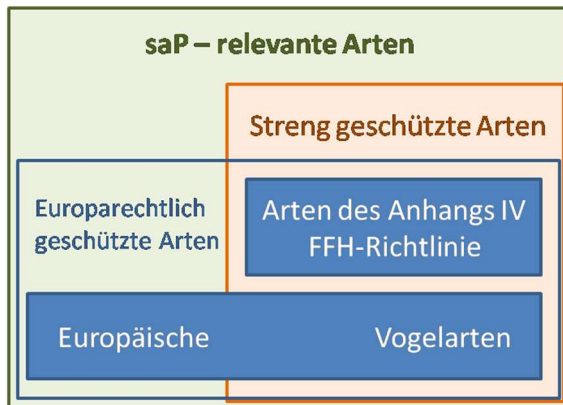 saP – relevante Arten
Streng geschützte Arten
Europarechtlich
geschützte Arten
Arten des Anhangs IV
FFH-Richtlinie
Europäische Vogelarten